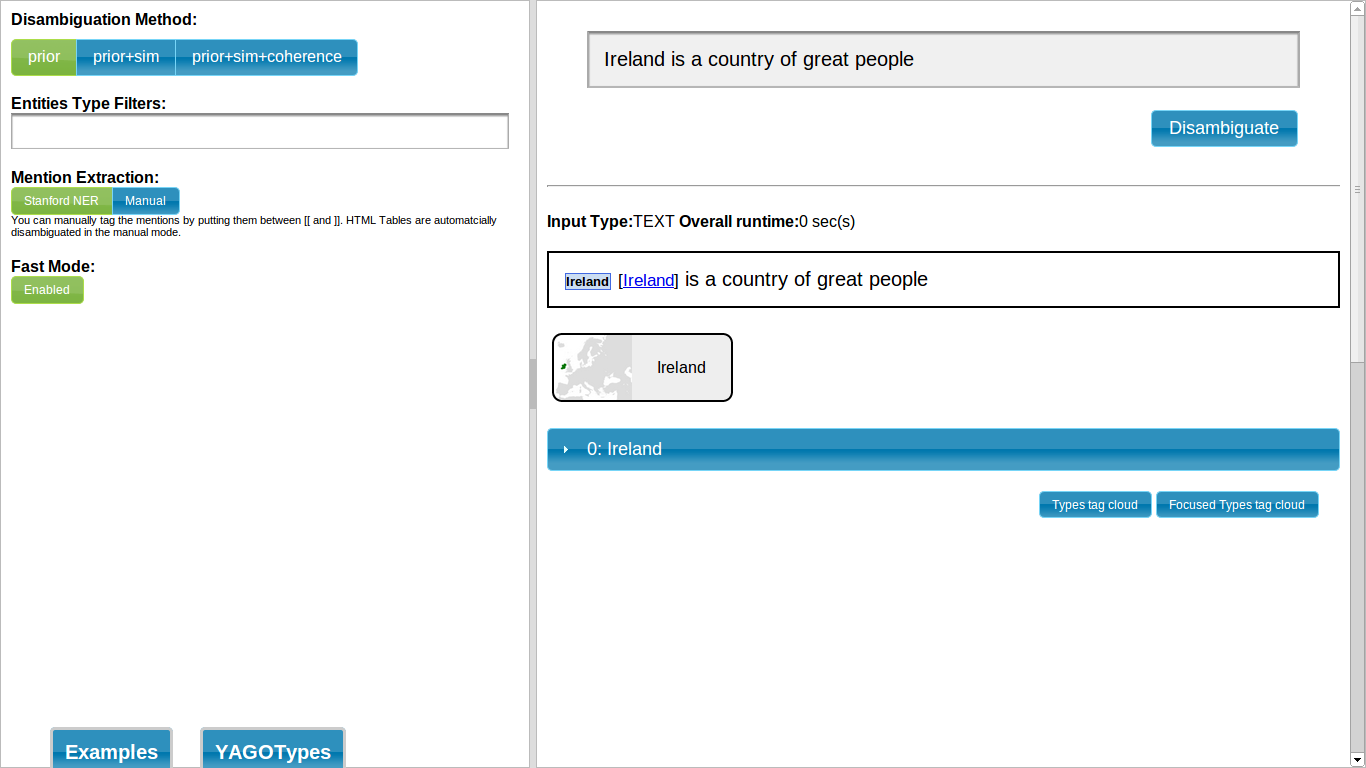 Disambiguation Method:
prior prior+sim prior+sim+coherence
Entities Type Filters:
Mention Extraction:
Stanford NER Manual
You can manually tag the mentions by putting them between [[ and ]]. HTML Tables are automatcially
disambiguated in the manual mode.
Fast Mode:
Enabled
Examples YAGOTypes
Ireland is a country of great people
Disambiguate
Input Type:TEXT Overall runtime:0 sec(s)
Ireland [Ireland] is a country of great people
Ireland
0: Ireland
Types tag cloud Focused Types tag cloud